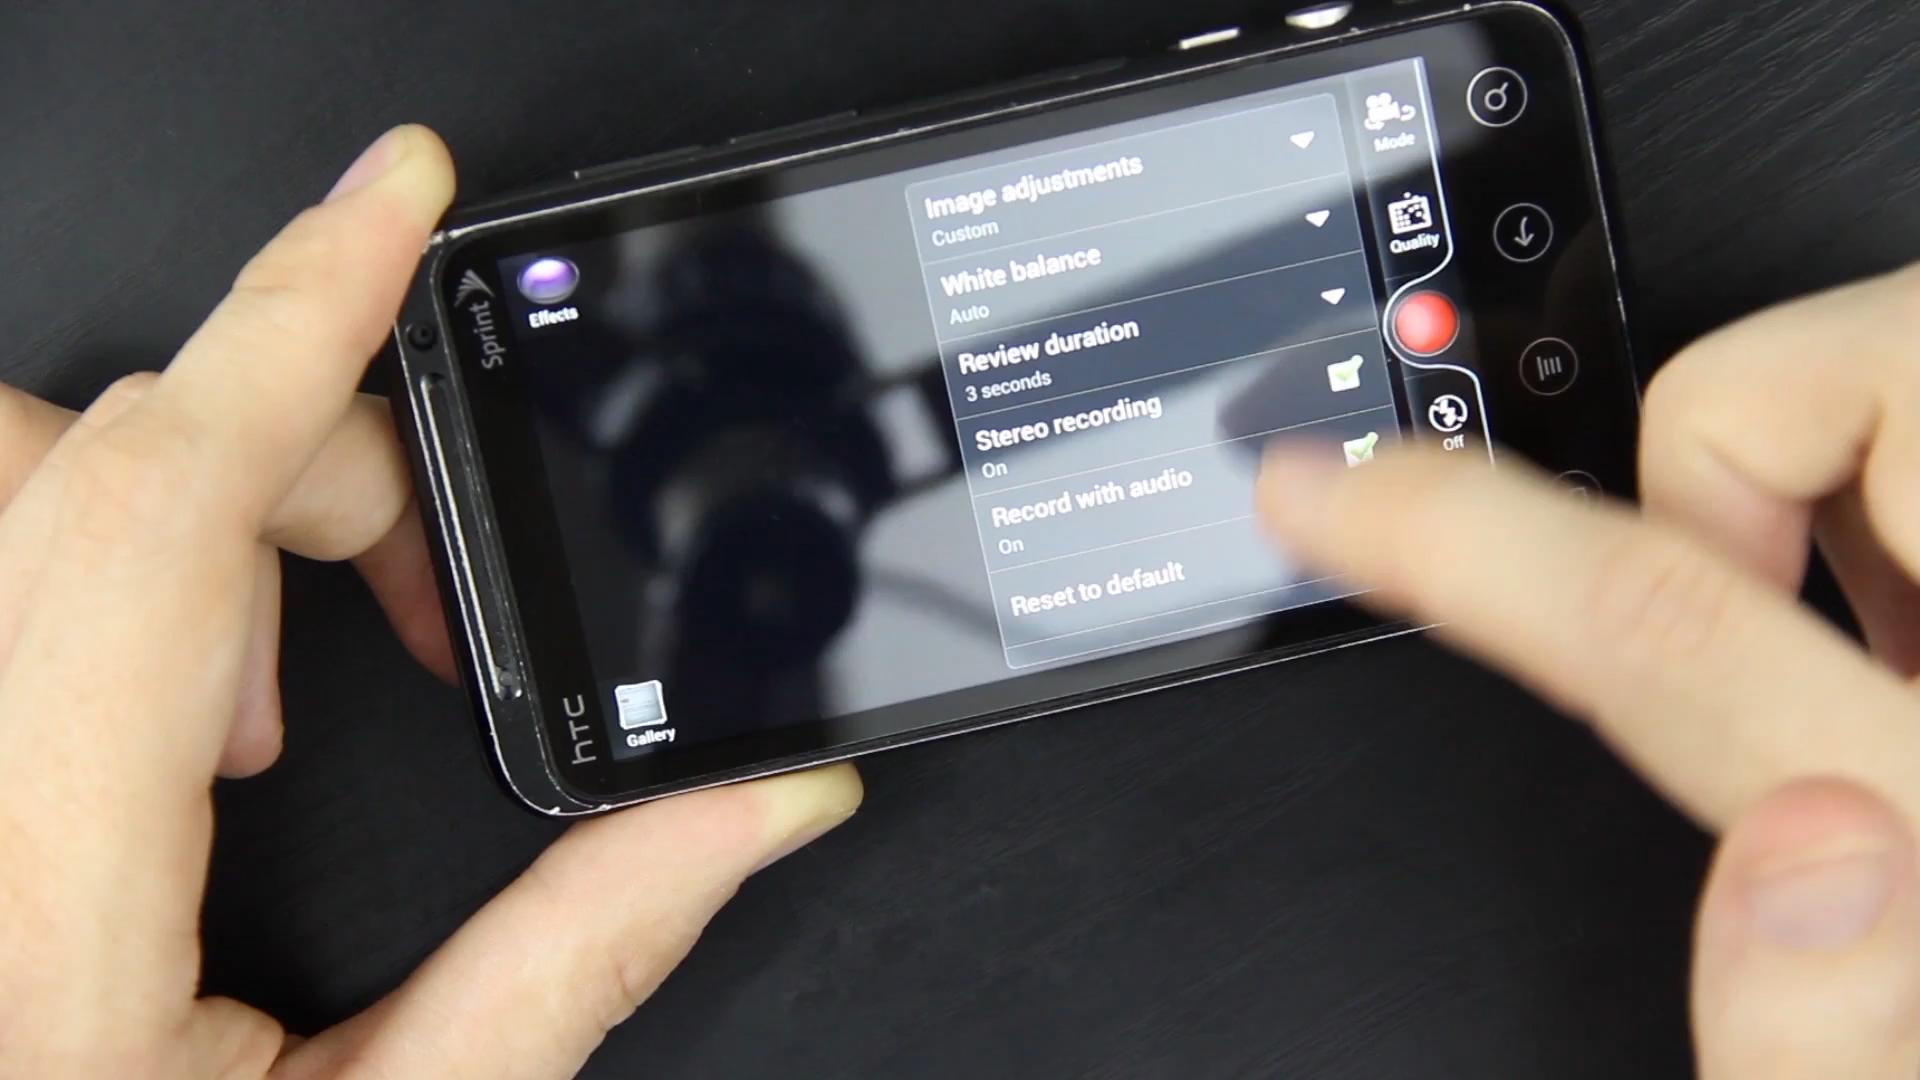 Sprint
hTC
Effects
Gallery
Image adjustments
Custom
White balance
Auto
Review duration
3 seconds
Stereo recording
On
Record with audio
On
Reset to default
Mode
Quality
Off